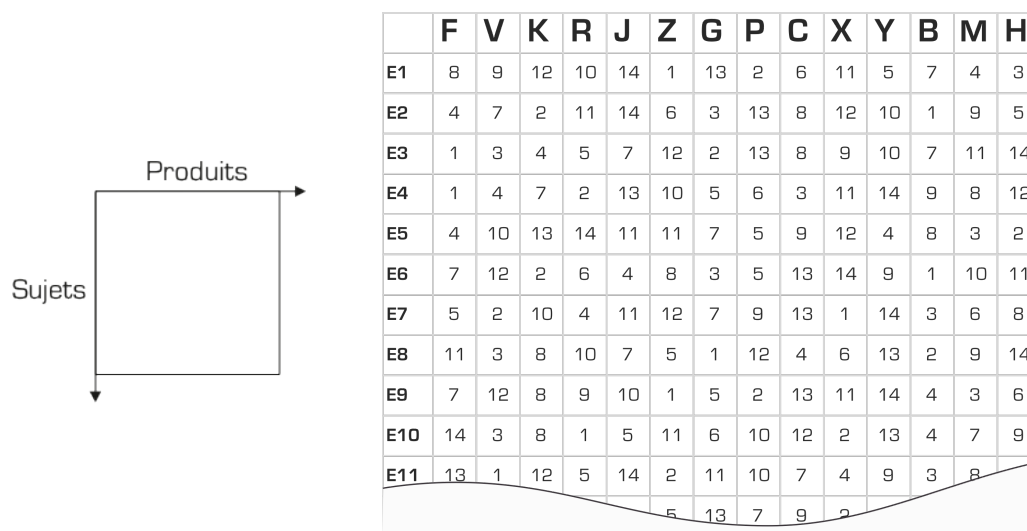 Produits
Sujets
F V K R J Z G P C X Y B M H
E1 8 9 12 10 14 1 13 2 6 11 5 7 4 3
E2 4 7 2 11 14 6 3 13 8 12 10 1 9 5
E3 1 3 4 5 7 12 2 13 8 9 10 7 11 14
E4 1 4 7 2 13 10 5 6 3 11 14 9 8 12
E5 4 10 13 14 11 11 7 5 9 12 4 8 3 2
E6 7 12 2 6 4 8 3 5 13 14 9 1 10 11
E7 5 2 10 4 11 12 7 9 13 1 14 3 6 8
E8 11 3 8 10 7 5 1 12 4 6 13 2 9 14
E9 7 12 8 9 10 1 5 2 13 11 14 4 3 6
E10 14 3 8 1 5 11 6 10 12 2 13 4 7 9
E11 13 1 12 5 14 2 11 10 7 4 9 3 8
13 7 9